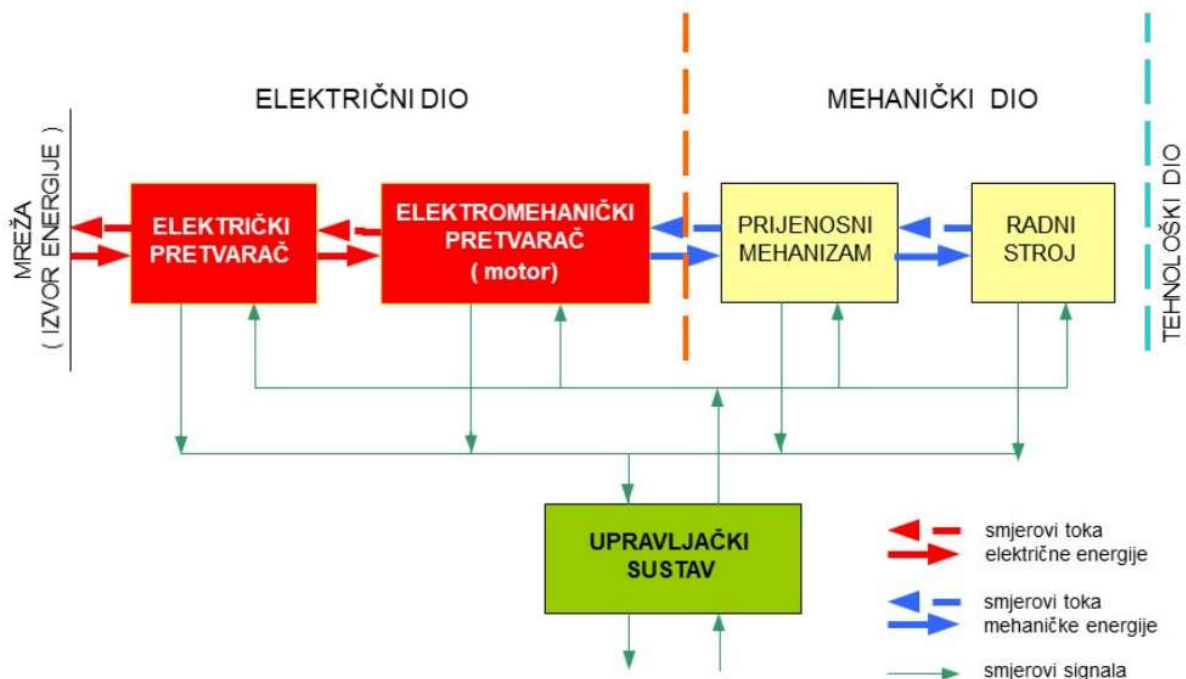 ELEKTRIČNI DIO
MEHANIČKI DIO
MREŽA
( IZVOR ENERGIJE )
ELEKTRIČKI
PRETVARAČ
ELEKTROMEHANIČKI
PRETVARAČ
( motor)
PRIJENOSNI
MEHANIZAM
RADNI
STROJ
TEHNOLOŠKI DIO
UPRAVLJAČKI
SUSTAV
smjerovi toka
električne energije
smjerovi toka
mehaničke energije
smjerovi signala